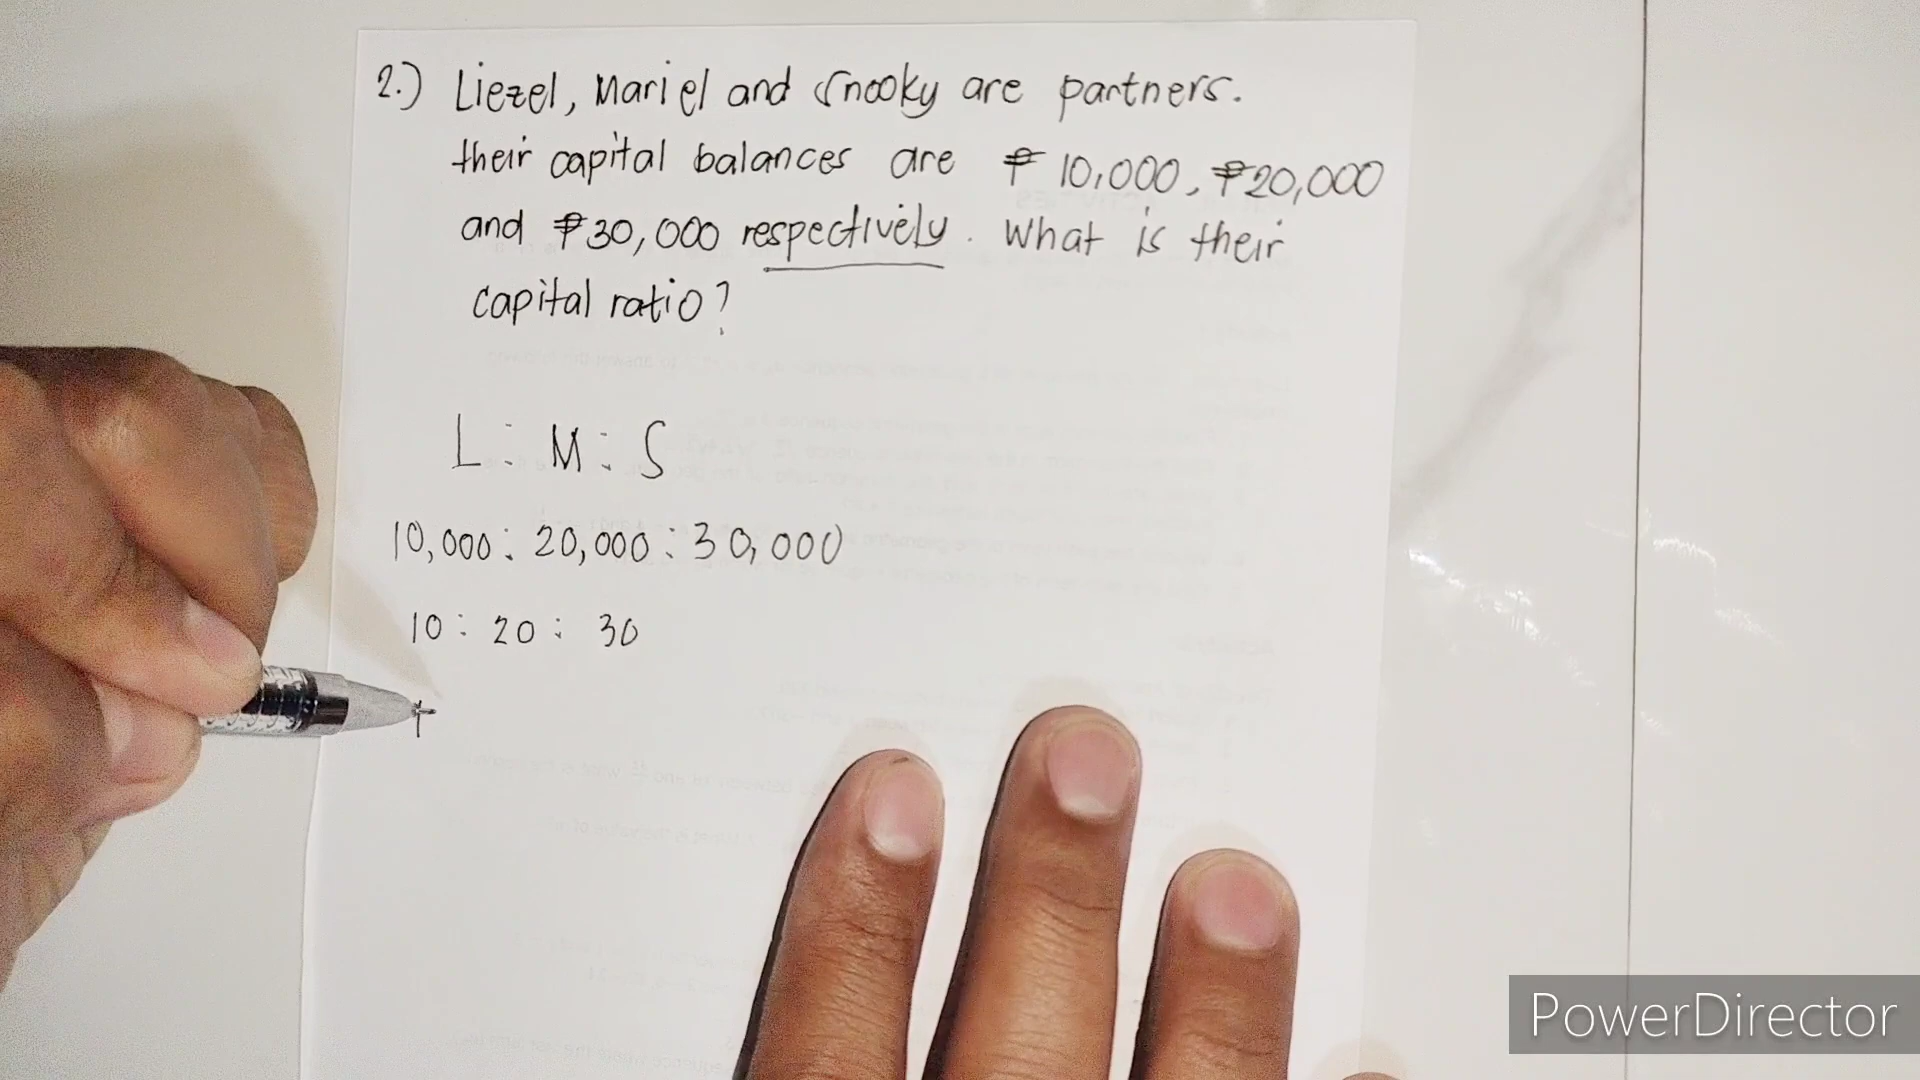 2.) Liezel, Mariel and Snooky are partners.
their capital balances are ₱ 10,000, ₱20,000
and ₱30,000 respectively. What is their
capital ratio?
L : M : S
10,000 : 20,000 : 30,000
10 : 20 : 30
PowerDirector